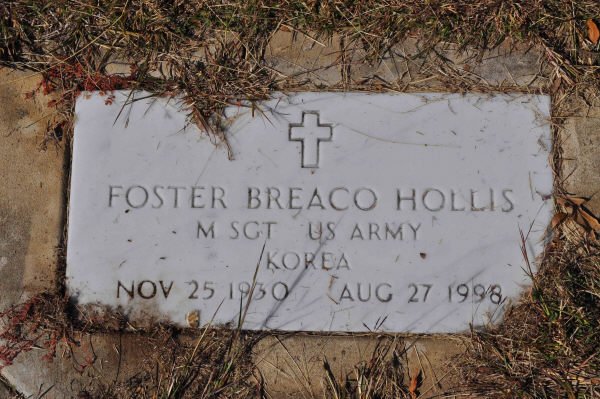 FOSTER BREACO HOLLIS
M SGT US ARMY
KOREA
NOV 25 1930 AUG 27 1998